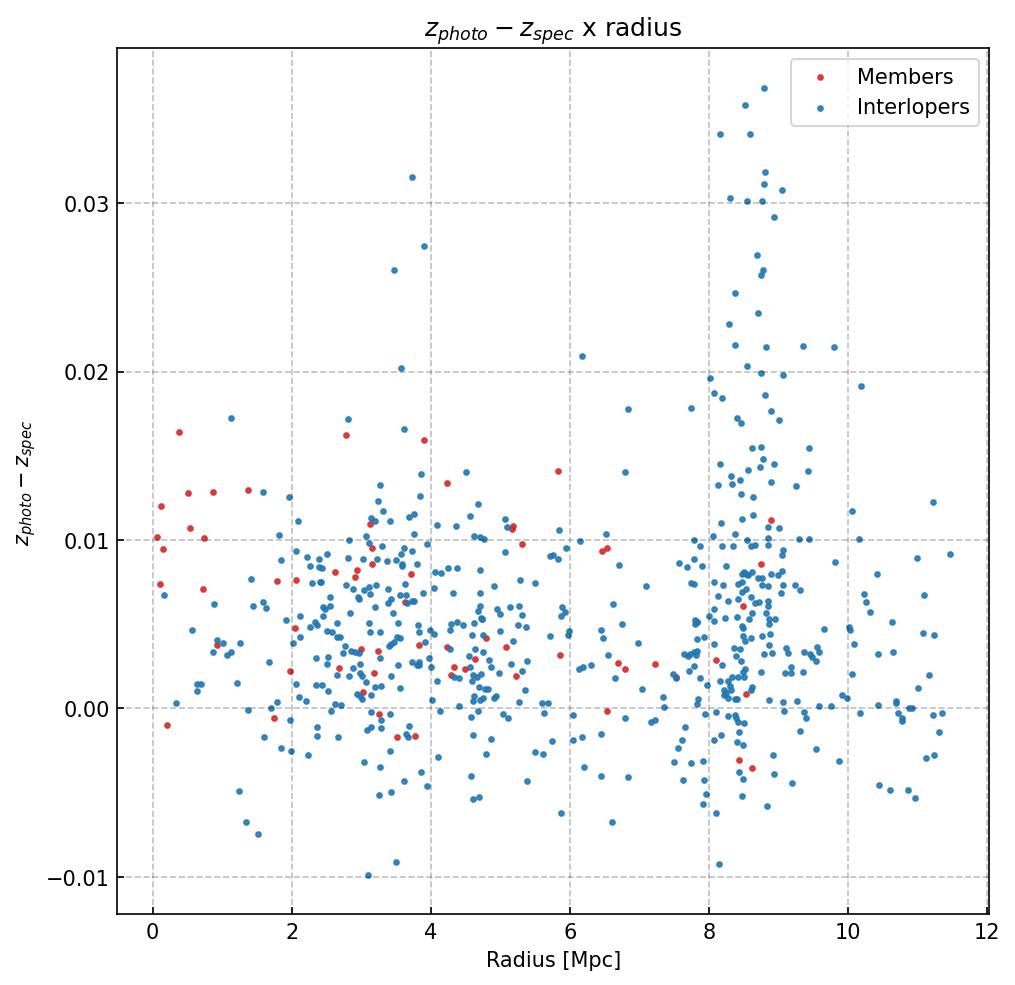 z_photo − z_spec x radius
Members
Interlopers
z_photo − z_spec
0.03
0.02
0.01
0.00
−0.01
0 2 4 6 8 10 12
Radius [Mpc]